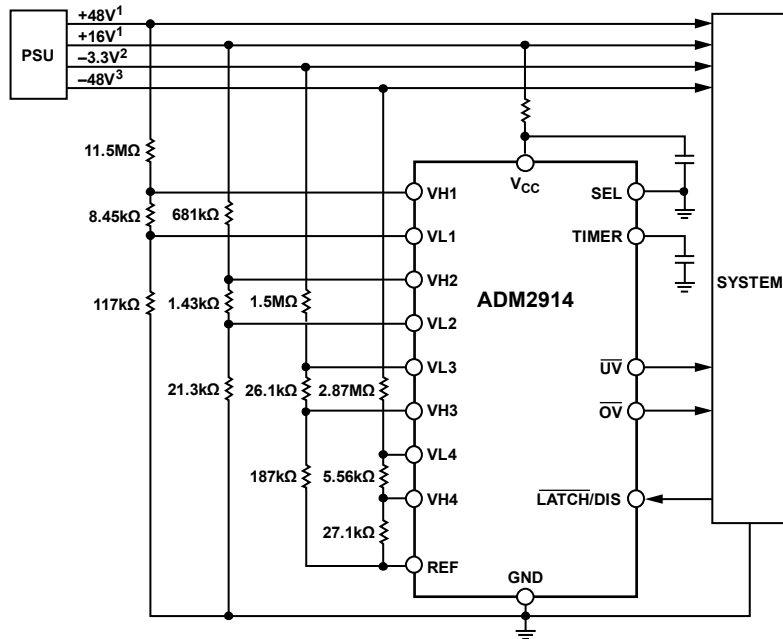 +48V¹
+16V¹
PSU
–3.3V²
–48V³
11.5MΩ
8.45kΩ
117kΩ
681kΩ
1.43kΩ
21.3kΩ
1.5MΩ
26.1kΩ
187kΩ
2.87MΩ
5.56kΩ
27.1kΩ
VH1
VL1
VH2
VL2
VL3
VH3
VL4
VH4
REF
VCC
ADM2914
GND
SEL
TIMER
UV
OV
LATCH/DIS
SYSTEM